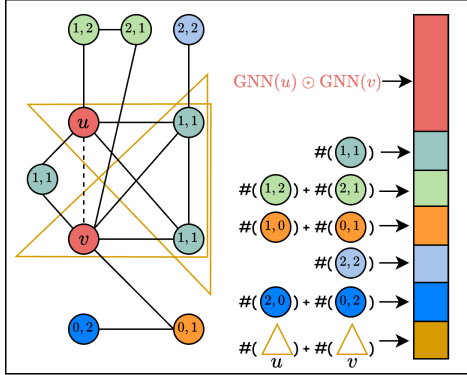 1, 2
2, 1
2, 2
u
1, 1
1, 1
v
1, 1
0, 2
0, 1
GNN(u) ⊙ GNN(v)
#(1, 1)
#(1, 2) + #(2, 1)
#(1, 0) + #(0, 1)
#(2, 2)
#(2, 0) + #(0, 2)
#( ) + #( )
u v